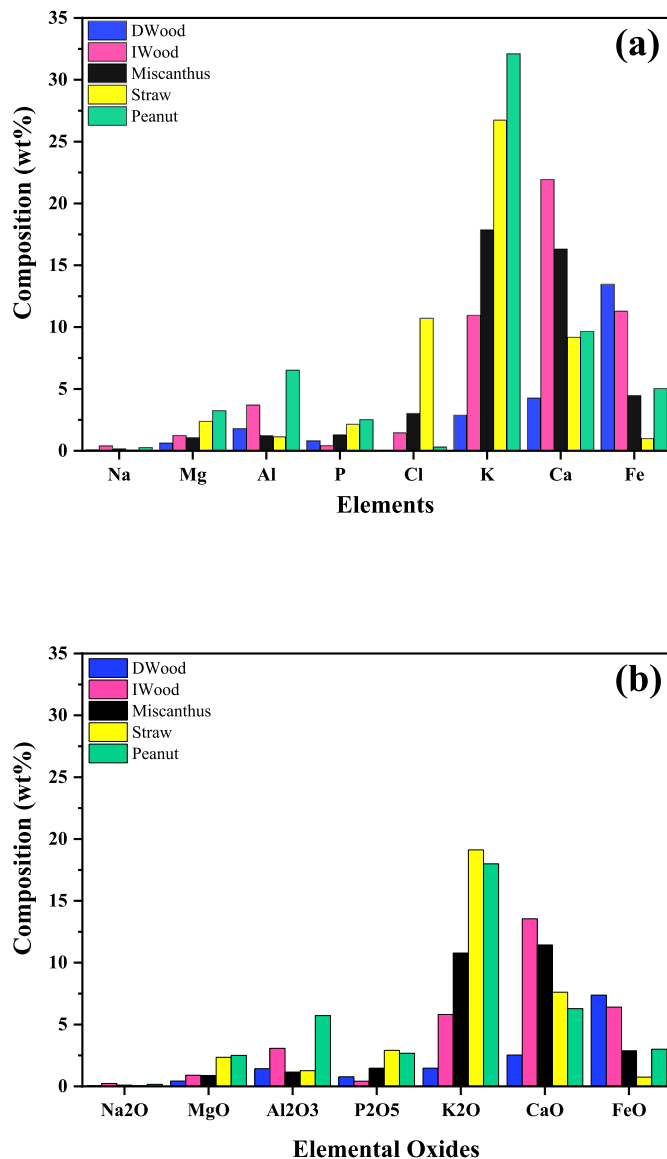 (a)
DWood
IWood
Miscanthus
Straw
Peanut
35
30
25
20
15
10
5
0
Composition (wt%)
Na Mg Al P Cl K Ca Fe
Elements
(b)
DWood
IWood
Miscanthus
Straw
Peanut
35
30
25
20
15
10
5
0
Composition (wt%)
Na2O MgO Al2O3 P2O5 K2O CaO FeO
Elemental Oxides